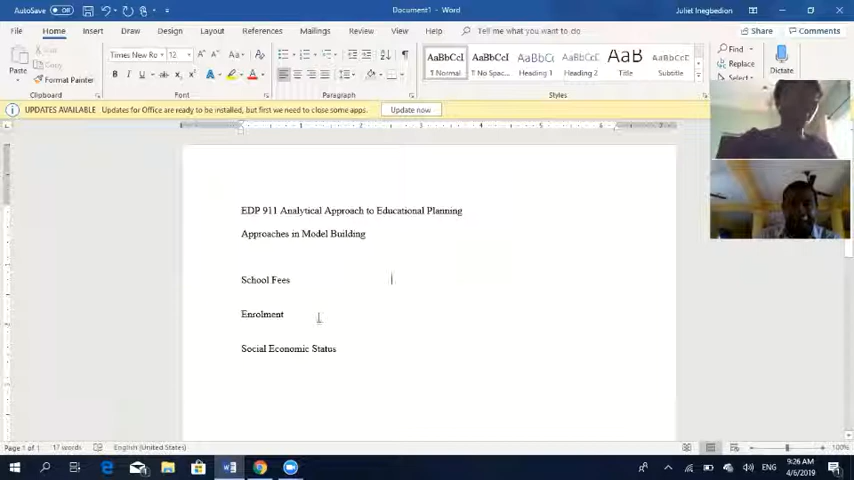 AutoSave Off Document1 - Word Juliet Inegbedion
File Home Insert Draw Design Layout References Mailings Review View Help Tell me what you want to do Share Comments
Paste Cut Copy Format Painter
Times New Ro 12
B I U
AaBbCcI AaBbCcI AaBbC AaBbCcI AaB AaBbCcI
¶ Normal ¶ No Spac... Heading 1 Heading 2 Title Subtitle
Find Replace Select Dictate
Clipboard Font Paragraph Styles
UPDATES AVAILABLE Updates for Office are ready to be installed, but first we need to close some apps. Update now
EDP 911 Analytical Approach to Educational Planning
Approaches in Model Building
School Fees
Enrolment
Social Economic Status
Page 1 of 1 17 words English (United States) 100%
ENG 9:26 AM
4/6/2019